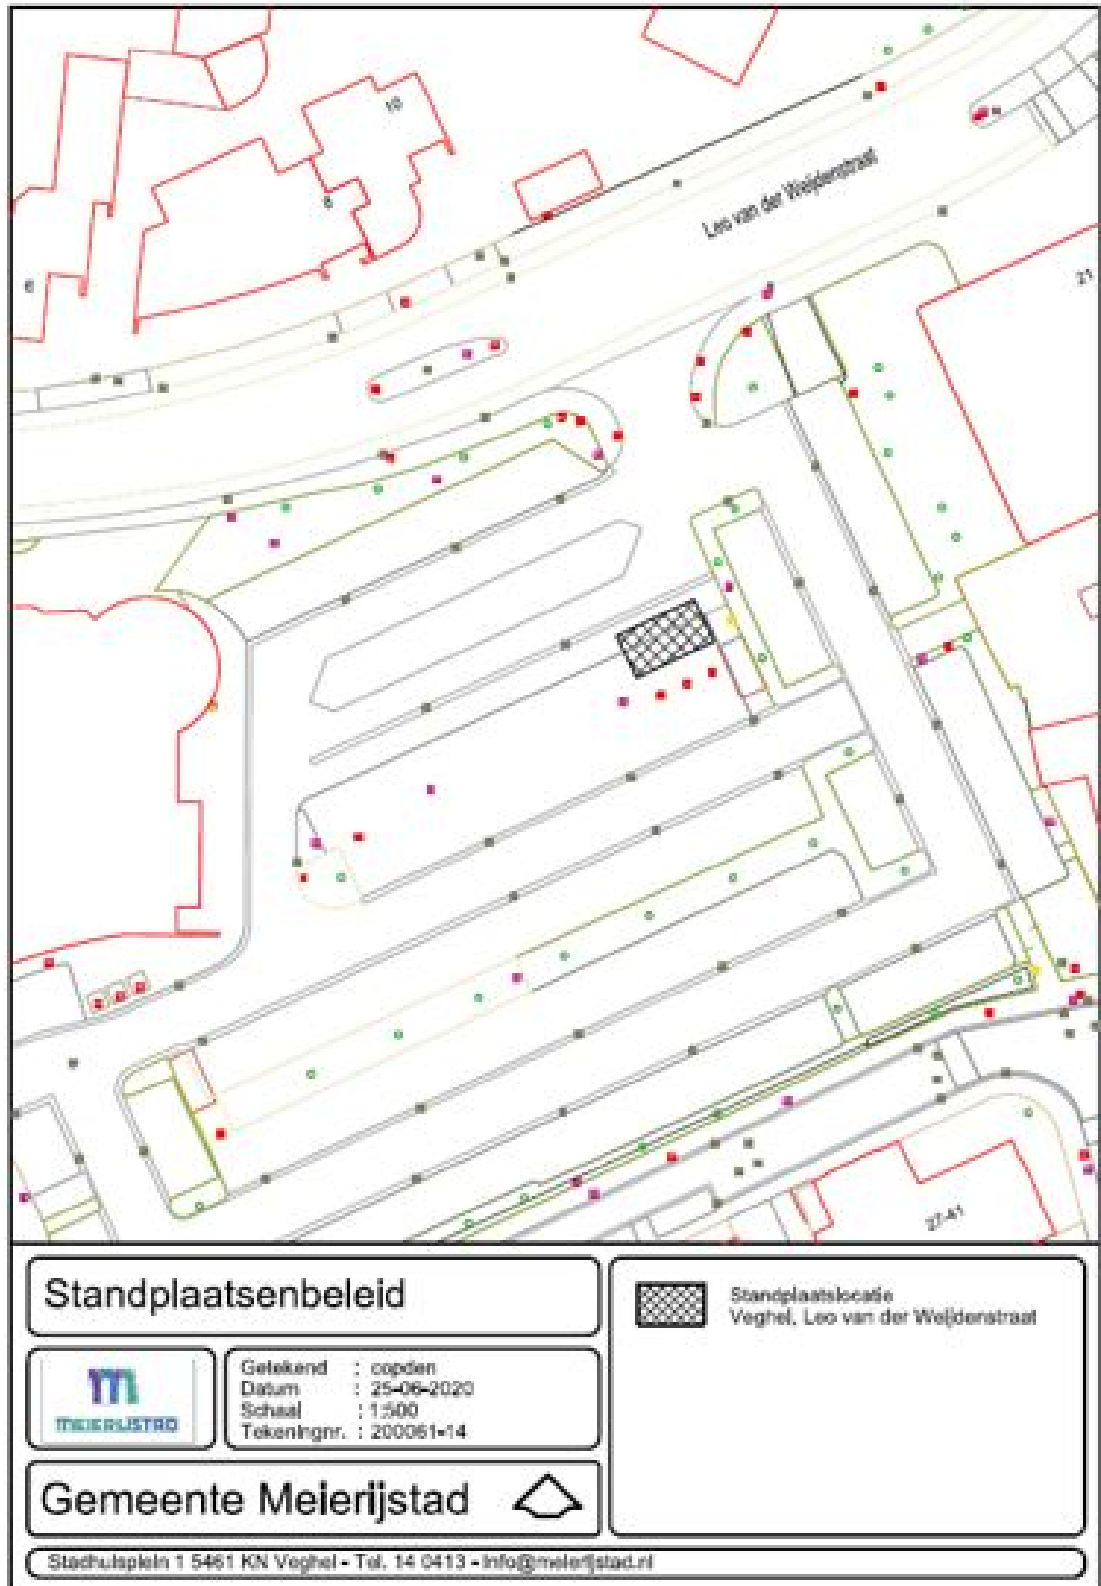 10
8
6
Leo van der Weijdenstraat
21
27-41
Standplaatsenbeleid
Standplaatslocatie
Veghel, Leo van der Weijdenstraat
MEIERIJSTAD
Getekend : copden
Datum : 25-06-2020
Schaal : 1:500
Tekeningnr. : 200061-14
Gemeente Meierijstad
Stadhuisplein 1 5461 KN Veghel - Tel. 14 0413 - info@meierijstad.nl